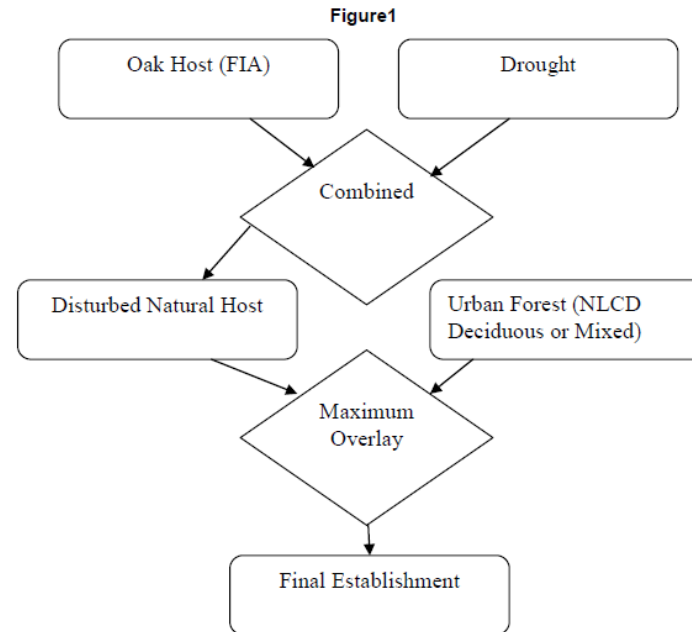 Figure1
Oak Host (FIA)
Drought
Combined
Disturbed Natural Host
Urban Forest (NLCD
Deciduous or Mixed)
Maximum
Overlay
Final Establishment